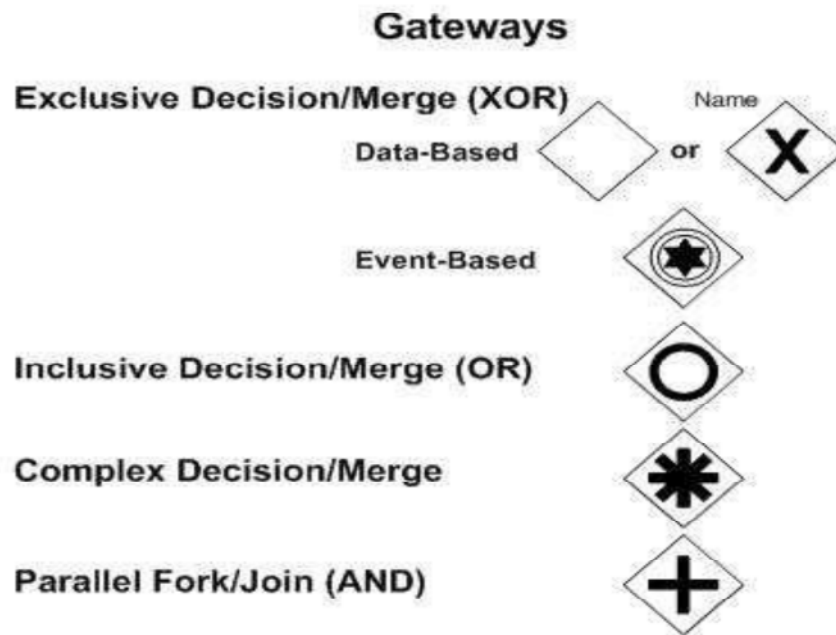 Gateways
Exclusive Decision/Merge (XOR)
Name
Data-Based or X
Event-Based
Inclusive Decision/Merge (OR)
Complex Decision/Merge
Parallel Fork/Join (AND)